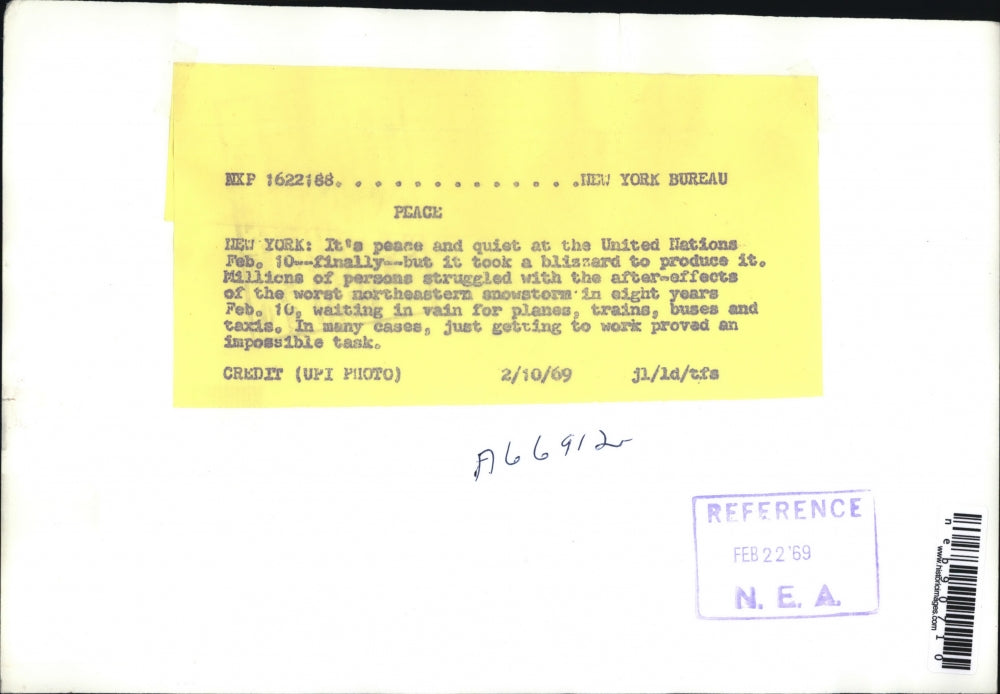 NXP 1622188. . . . . . . . . . . . . .NEW YORK BUREAU
PEACE
NEW YORK: It's peace and quiet at the United Nations
Feb. 10--finally--but it took a blizzard to produce it.
Millions of persons struggled with the after-effects
of the worst northeastern snowstorm in eight years
Feb. 10, waiting in vain for planes, trains, buses and
taxis. In many cases, just getting to work proved an
impossible task.
CREDIT (UPI PHOTO) 2/10/69 jl/ld/tfs
A66912
REFERENCE
FEB 22 '69
N. E. A.
www.historicimages.com
neb90710